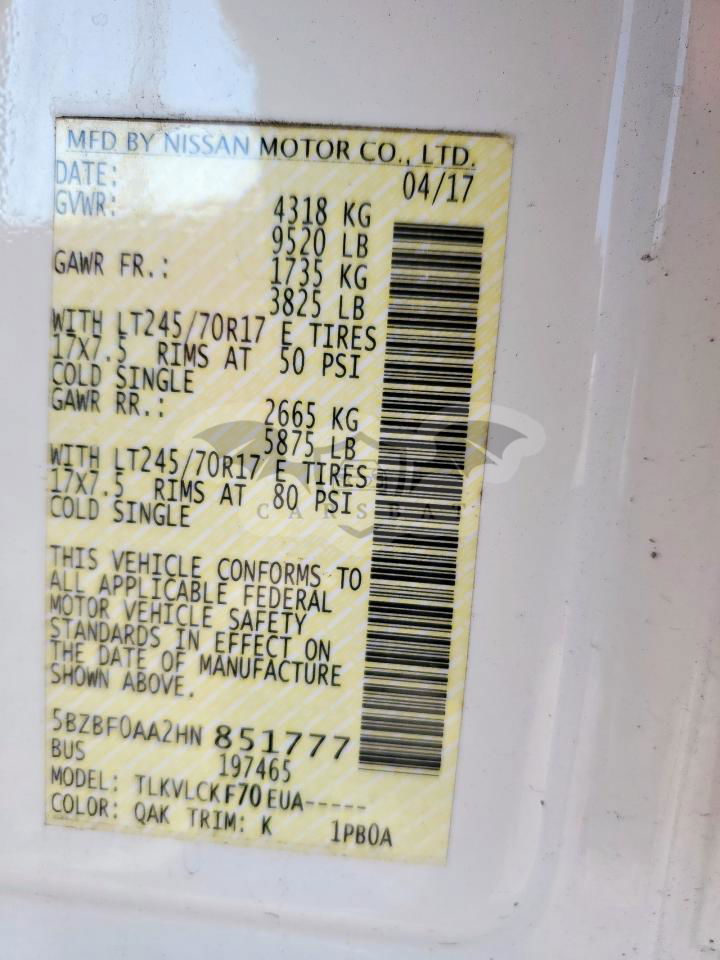 MFD BY NISSAN MOTOR CO., LTD.
DATE: 04/17
GVWR: 4318 KG
9520 LB
GAWR FR.: 1735 KG
3825 LB
WITH LT245/70R17 E TIRES
17X7.5 RIMS AT 50 PSI
COLD SINGLE
GAWR RR.: 2665 KG
5875 LB
WITH LT245/70R17 E TIRES
17X7.5 RIMS AT 80 PSI
COLD SINGLE
CARSBAT
THIS VEHICLE CONFORMS TO
ALL APPLICABLE FEDERAL
MOTOR VEHICLE SAFETY
STANDARDS IN EFFECT ON
THE DATE OF MANUFACTURE
SHOWN ABOVE.
5BZBF0AA2HN 851777
BUS 197465
MODEL: TLKVLCKF70EUA-----
COLOR: QAK TRIM: K 1PB0A